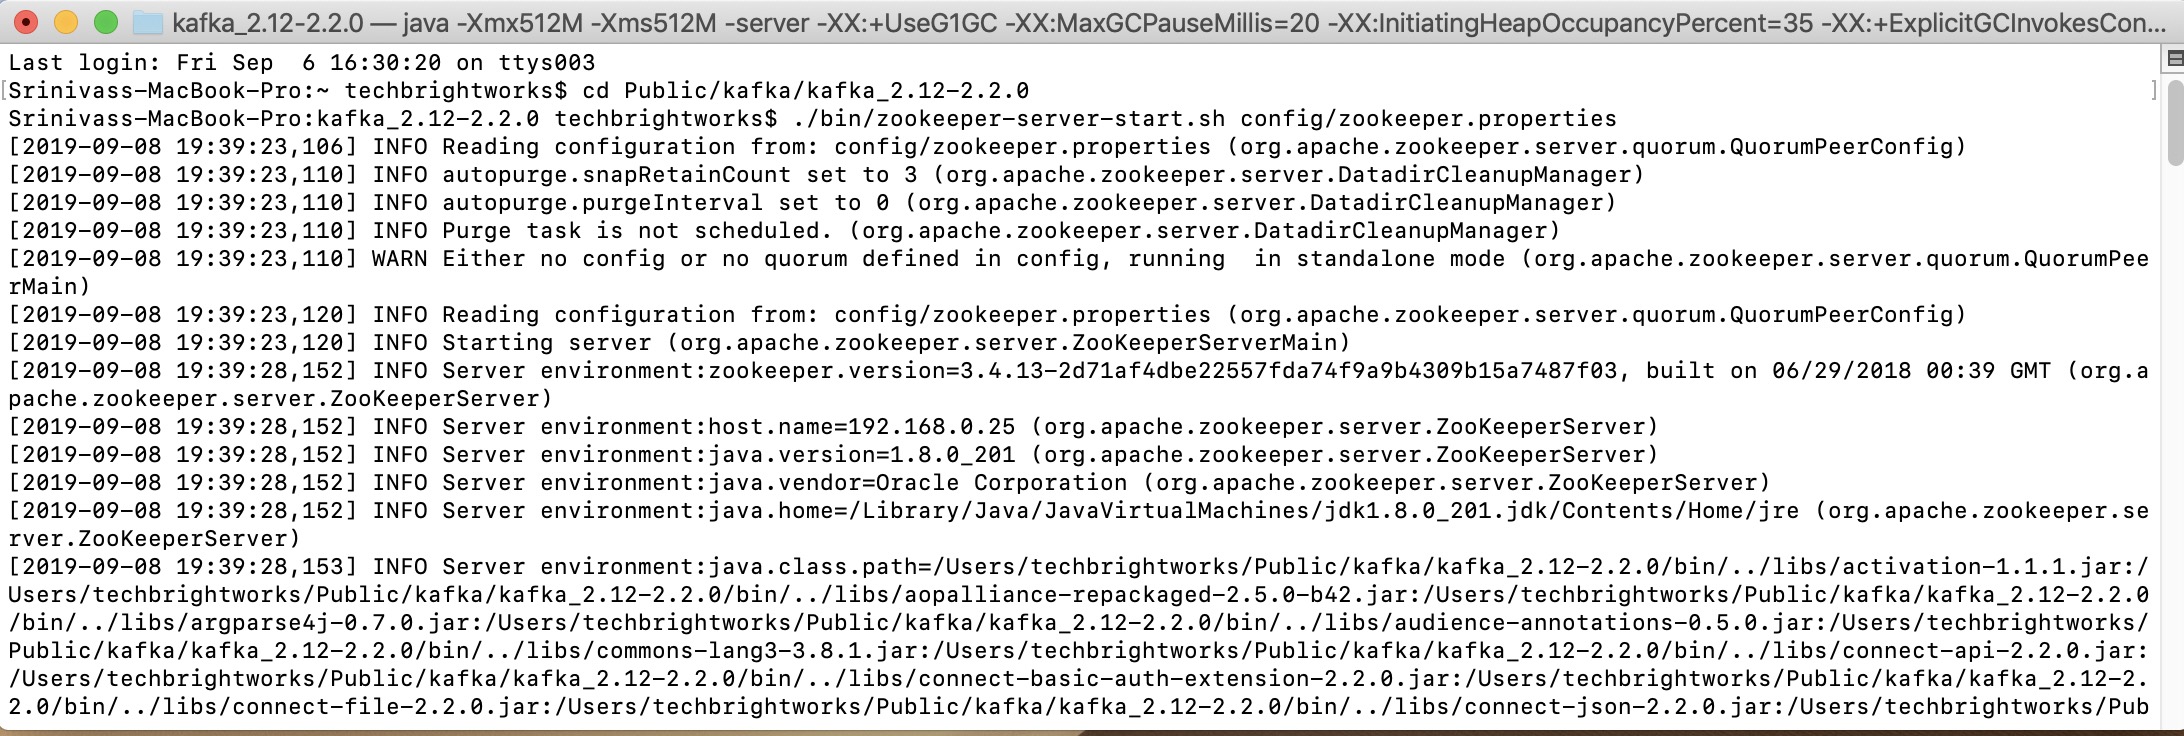 kafka_2.12-2.2.0 — java -Xmx512M -Xms512M -server -XX:+UseG1GC -XX:MaxGCPauseMillis=20 -XX:InitiatingHeapOccupancyPercent=35 -XX:+ExplicitGCInvokesCon...
Last login: Fri Sep  6 16:30:20 on ttys003
[Srinivass-MacBook-Pro:~ techbrightworks$ cd Public/kafka/kafka_2.12-2.2.0 ]
Srinivass-MacBook-Pro:kafka_2.12-2.2.0 techbrightworks$ ./bin/zookeeper-server-start.sh config/zookeeper.properties
[2019-09-08 19:39:23,106] INFO Reading configuration from: config/zookeeper.properties (org.apache.zookeeper.server.quorum.QuorumPeerConfig)
[2019-09-08 19:39:23,110] INFO autopurge.snapRetainCount set to 3 (org.apache.zookeeper.server.DatadirCleanupManager)
[2019-09-08 19:39:23,110] INFO autopurge.purgeInterval set to 0 (org.apache.zookeeper.server.DatadirCleanupManager)
[2019-09-08 19:39:23,110] INFO Purge task is not scheduled. (org.apache.zookeeper.server.DatadirCleanupManager)
[2019-09-08 19:39:23,110] WARN Either no config or no quorum defined in config, running  in standalone mode (org.apache.zookeeper.server.quorum.QuorumPee
rMain)
[2019-09-08 19:39:23,120] INFO Reading configuration from: config/zookeeper.properties (org.apache.zookeeper.server.quorum.QuorumPeerConfig)
[2019-09-08 19:39:23,120] INFO Starting server (org.apache.zookeeper.server.ZooKeeperServerMain)
[2019-09-08 19:39:28,152] INFO Server environment:zookeeper.version=3.4.13-2d71af4dbe22557fda74f9a9b4309b15a7487f03, built on 06/29/2018 00:39 GMT (org.a
pache.zookeeper.server.ZooKeeperServer)
[2019-09-08 19:39:28,152] INFO Server environment:host.name=192.168.0.25 (org.apache.zookeeper.server.ZooKeeperServer)
[2019-09-08 19:39:28,152] INFO Server environment:java.version=1.8.0_201 (org.apache.zookeeper.server.ZooKeeperServer)
[2019-09-08 19:39:28,152] INFO Server environment:java.vendor=Oracle Corporation (org.apache.zookeeper.server.ZooKeeperServer)
[2019-09-08 19:39:28,152] INFO Server environment:java.home=/Library/Java/JavaVirtualMachines/jdk1.8.0_201.jdk/Contents/Home/jre (org.apache.zookeeper.se
rver.ZooKeeperServer)
[2019-09-08 19:39:28,153] INFO Server environment:java.class.path=/Users/techbrightworks/Public/kafka/kafka_2.12-2.2.0/bin/../libs/activation-1.1.1.jar:/
Users/techbrightworks/Public/kafka/kafka_2.12-2.2.0/bin/../libs/aopalliance-repackaged-2.5.0-b42.jar:/Users/techbrightworks/Public/kafka/kafka_2.12-2.2.0
/bin/../libs/argparse4j-0.7.0.jar:/Users/techbrightworks/Public/kafka/kafka_2.12-2.2.0/bin/../libs/audience-annotations-0.5.0.jar:/Users/techbrightworks/
Public/kafka/kafka_2.12-2.2.0/bin/../libs/commons-lang3-3.8.1.jar:/Users/techbrightworks/Public/kafka/kafka_2.12-2.2.0/bin/../libs/connect-api-2.2.0.jar:
/Users/techbrightworks/Public/kafka/kafka_2.12-2.2.0/bin/../libs/connect-basic-auth-extension-2.2.0.jar:/Users/techbrightworks/Public/kafka/kafka_2.12-2.
2.0/bin/../libs/connect-file-2.2.0.jar:/Users/techbrightworks/Public/kafka/kafka_2.12-2.2.0/bin/../libs/connect-json-2.2.0.jar:/Users/techbrightworks/Pub